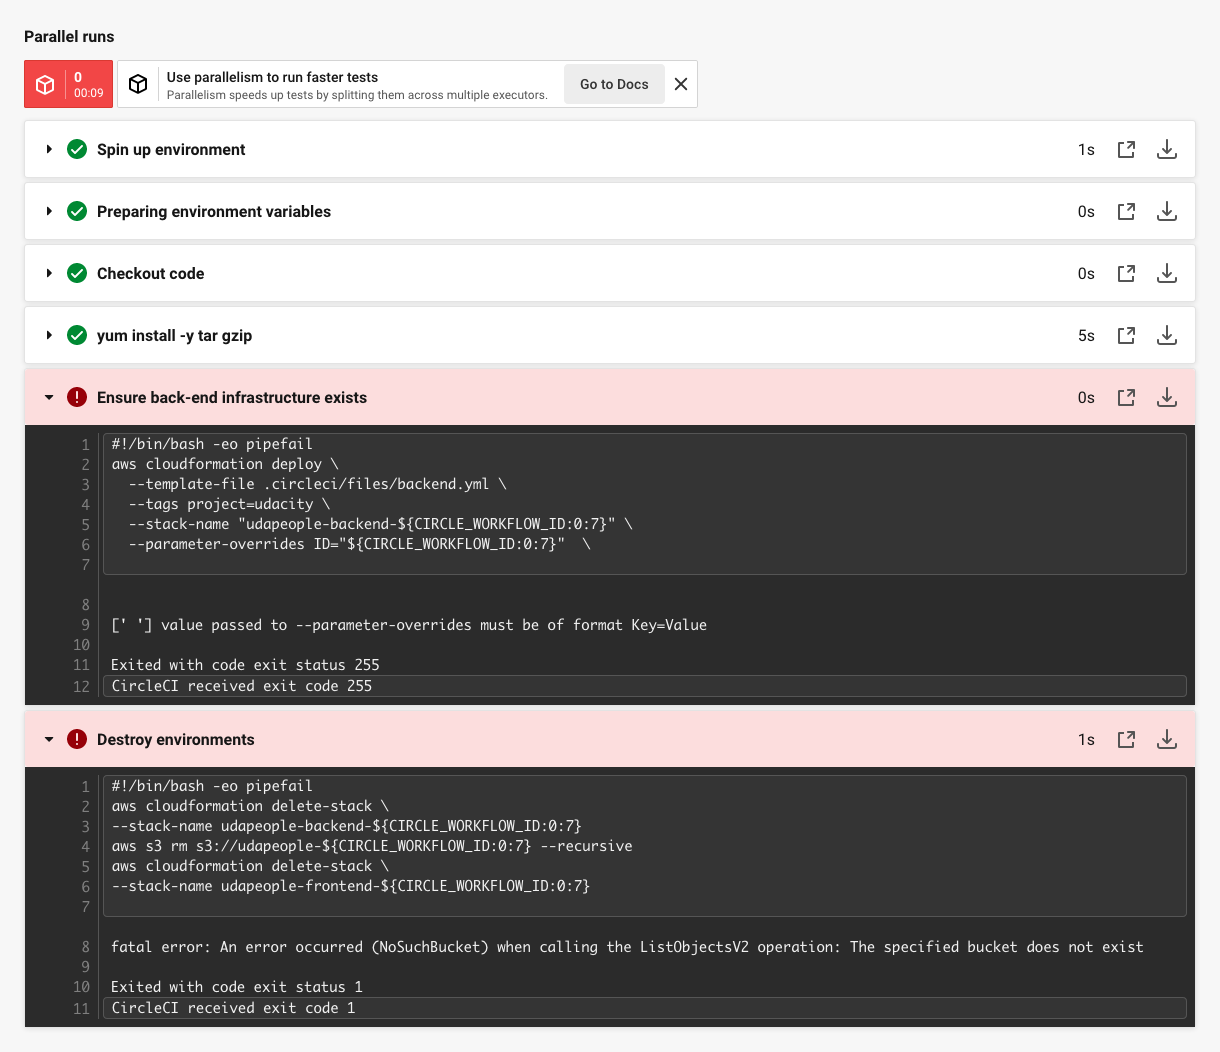 Parallel runs
0
00:09
Use parallelism to run faster tests
Parallelism speeds up tests by splitting them across multiple executors.
Go to Docs
Spin up environment 1s
Preparing environment variables 0s
Checkout code 0s
yum install -y tar gzip 5s
Ensure back-end infrastructure exists 0s
1 #!/bin/bash -eo pipefail
2 aws cloudformation deploy \
3   --template-file .circleci/files/backend.yml \
4   --tags project=udacity \
5   --stack-name "udapeople-backend-${CIRCLE_WORKFLOW_ID:0:7}" \
6   --parameter-overrides ID="${CIRCLE_WORKFLOW_ID:0:7}"  \
7
8
9 [' '] value passed to --parameter-overrides must be of format Key=Value
10
11 Exited with code exit status 255
12 CircleCI received exit code 255
Destroy environments 1s
1 #!/bin/bash -eo pipefail
2 aws cloudformation delete-stack \
3 --stack-name udapeople-backend-${CIRCLE_WORKFLOW_ID:0:7}
4 aws s3 rm s3://udapeople-${CIRCLE_WORKFLOW_ID:0:7} --recursive
5 aws cloudformation delete-stack \
6 --stack-name udapeople-frontend-${CIRCLE_WORKFLOW_ID:0:7}
7
8 fatal error: An error occurred (NoSuchBucket) when calling the ListObjectsV2 operation: The specified bucket does not exist
9
10 Exited with code exit status 1
11 CircleCI received exit code 1